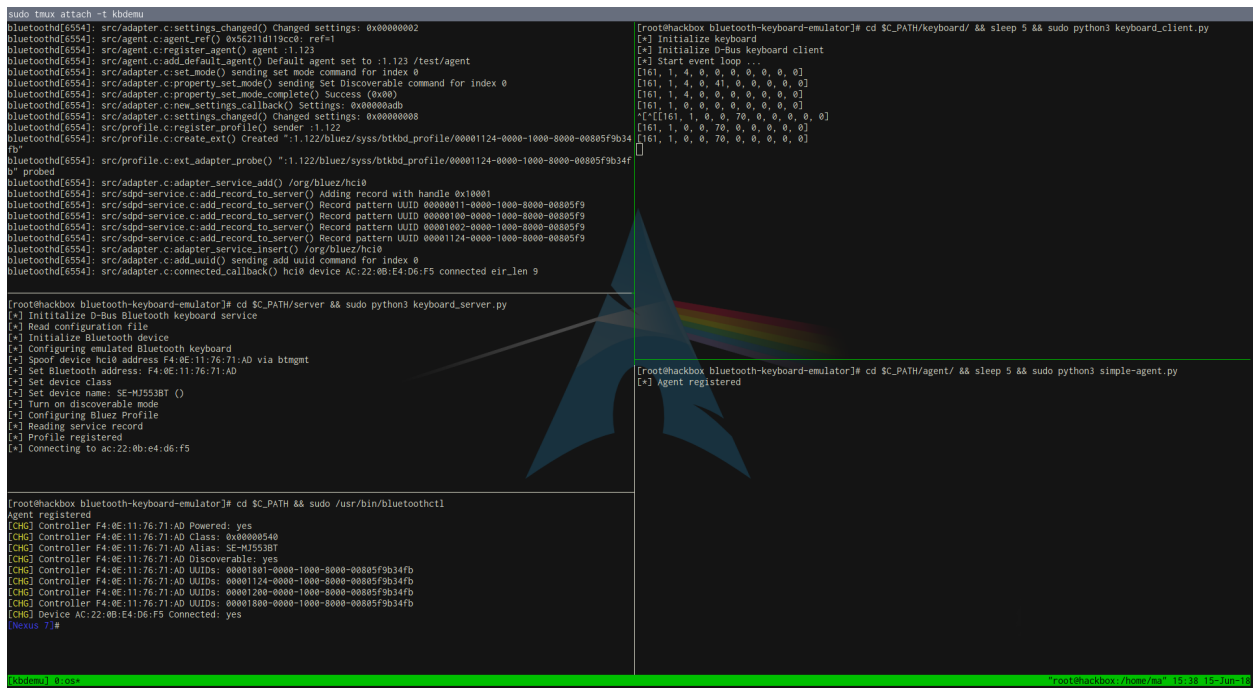 sudo tmux attach -t kbdemu
bluetoothd[6554]: src/adapter.c:settings_changed() Changed settings: 0x00000002
bluetoothd[6554]: src/agent.c:agent_ref() 0x56211d119cc0: ref=1
bluetoothd[6554]: src/agent.c:register_agent() agent :1.123
bluetoothd[6554]: src/agent.c:add_default_agent() Default agent set to :1.123 /test/agent
bluetoothd[6554]: src/adapter.c:set_mode() sending set mode command for index 0
bluetoothd[6554]: src/adapter.c:property_set_mode() sending Set Discoverable command for index 0
bluetoothd[6554]: src/adapter.c:property_set_mode_complete() Success (0x00)
bluetoothd[6554]: src/adapter.c:new_settings_callback() Settings: 0x00000adb
bluetoothd[6554]: src/adapter.c:settings_changed() Changed settings: 0x00000008
bluetoothd[6554]: src/profile.c:register_profile() sender :1.122
bluetoothd[6554]: src/profile.c:create_ext() Created ":1.122/bluez/syss/btkbd_profile/00001124-0000-1000-8000-00805f9b34
fb"
bluetoothd[6554]: src/profile.c:ext_adapter_probe() ":1.122/bluez/syss/btkbd_profile/00001124-0000-1000-8000-00805f9b34f
b" probed
bluetoothd[6554]: src/adapter.c:adapter_service_add() /org/bluez/hci0
bluetoothd[6554]: src/sdpd-service.c:add_record_to_server() Adding record with handle 0x10001
bluetoothd[6554]: src/sdpd-service.c:add_record_to_server() Record pattern UUID 00000011-0000-1000-8000-00805f9
bluetoothd[6554]: src/sdpd-service.c:add_record_to_server() Record pattern UUID 00000100-0000-1000-8000-00805f9
bluetoothd[6554]: src/sdpd-service.c:add_record_to_server() Record pattern UUID 00001002-0000-1000-8000-00805f9
bluetoothd[6554]: src/sdpd-service.c:add_record_to_server() Record pattern UUID 00001124-0000-1000-8000-00805f9
bluetoothd[6554]: src/adapter.c:adapter_service_insert() /org/bluez/hci0
bluetoothd[6554]: src/adapter.c:add_uuid() sending add uuid command for index 0
bluetoothd[6554]: src/adapter.c:connected_callback() hci0 device AC:22:0B:E4:D6:F5 connected eir_len 9
[root@hackbox bluetooth-keyboard-emulator]# cd $C_PATH/server && sudo python3 keyboard_server.py
[*] Inititalize D-Bus Bluetooth keyboard service
[*] Read configuration file
[*] Initialize Bluetooth device
[*] Configuring emulated Bluetooth keyboard
[+] Spoof device hci0 address F4:0E:11:76:71:AD via btmgmt
[+] Set Bluetooth address: F4:0E:11:76:71:AD
[+] Set device class
[+] Set device name: SE-MJ553BT ()
[+] Turn on discoverable mode
[+] Configuring Bluez Profile
[*] Reading service record
[*] Profile registered
[*] Connecting to ac:22:0b:e4:d6:f5
[root@hackbox bluetooth-keyboard-emulator]# cd $C_PATH && sudo /usr/bin/bluetoothctl
Agent registered
[CHG] Controller F4:0E:11:76:71:AD Powered: yes
[CHG] Controller F4:0E:11:76:71:AD Class: 0x00000540
[CHG] Controller F4:0E:11:76:71:AD Alias: SE-MJ553BT
[CHG] Controller F4:0E:11:76:71:AD Discoverable: yes
[CHG] Controller F4:0E:11:76:71:AD UUIDs: 00001801-0000-1000-8000-00805f9b34fb
[CHG] Controller F4:0E:11:76:71:AD UUIDs: 00001124-0000-1000-8000-00805f9b34fb
[CHG] Controller F4:0E:11:76:71:AD UUIDs: 00001200-0000-1000-8000-00805f9b34fb
[CHG] Controller F4:0E:11:76:71:AD UUIDs: 00001800-0000-1000-8000-00805f9b34fb
[CHG] Device AC:22:0B:E4:D6:F5 Connected: yes
[Nexus 7]#
[root@hackbox bluetooth-keyboard-emulator]# cd $C_PATH/keyboard/ && sleep 5 && sudo python3 keyboard_client.py
[*] Initialize keyboard
[*] Initialize D-Bus keyboard client
[*] Start event loop ...
[161, 1, 4, 0, 0, 0, 0, 0, 0, 0]
[161, 1, 4, 0, 41, 0, 0, 0, 0, 0]
[161, 1, 4, 0, 0, 0, 0, 0, 0, 0]
[161, 1, 0, 0, 0, 0, 0, 0, 0, 0]
^[^[[161, 1, 0, 0, 70, 0, 0, 0, 0, 0]
[161, 1, 0, 0, 70, 0, 0, 0, 0, 0]
[161, 1, 0, 0, 70, 0, 0, 0, 0, 0]
[root@hackbox bluetooth-keyboard-emulator]# cd $C_PATH/agent/ && sleep 5 && sudo python3 simple-agent.py
[*] Agent registered
[kbdemu] 0:os* "root@hackbox:/home/ma" 15:38 15-Jun-18